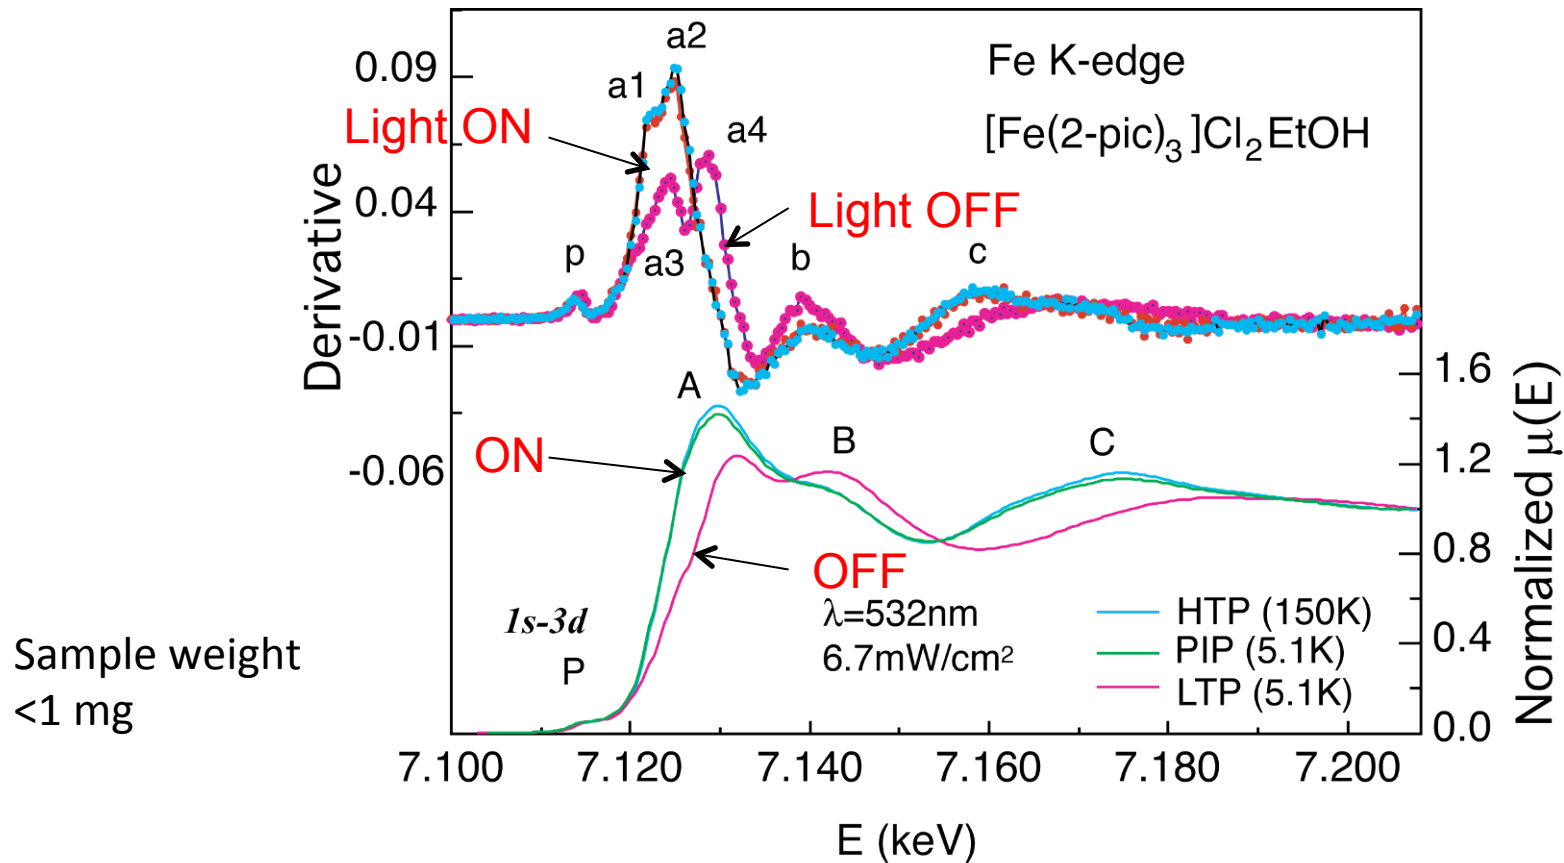 a2
0.09
Fe K-edge
a1
Light ON
a4
[Fe(2-pic)₃]Cl₂EtOH
Derivative
0.04
Light OFF
p
a3
b
c
-0.01
A
1.6
B
C
ON
-0.06
1.2
Normalized μ(E)
OFF
0.8
1s-3d
λ=532nm
HTP (150K)
Sample weight
<1 mg
P
6.7mW/cm²
PIP (5.1K)
0.4
LTP (5.1K)
0.0
7.100 7.120 7.140 7.160 7.180 7.200
E (keV)